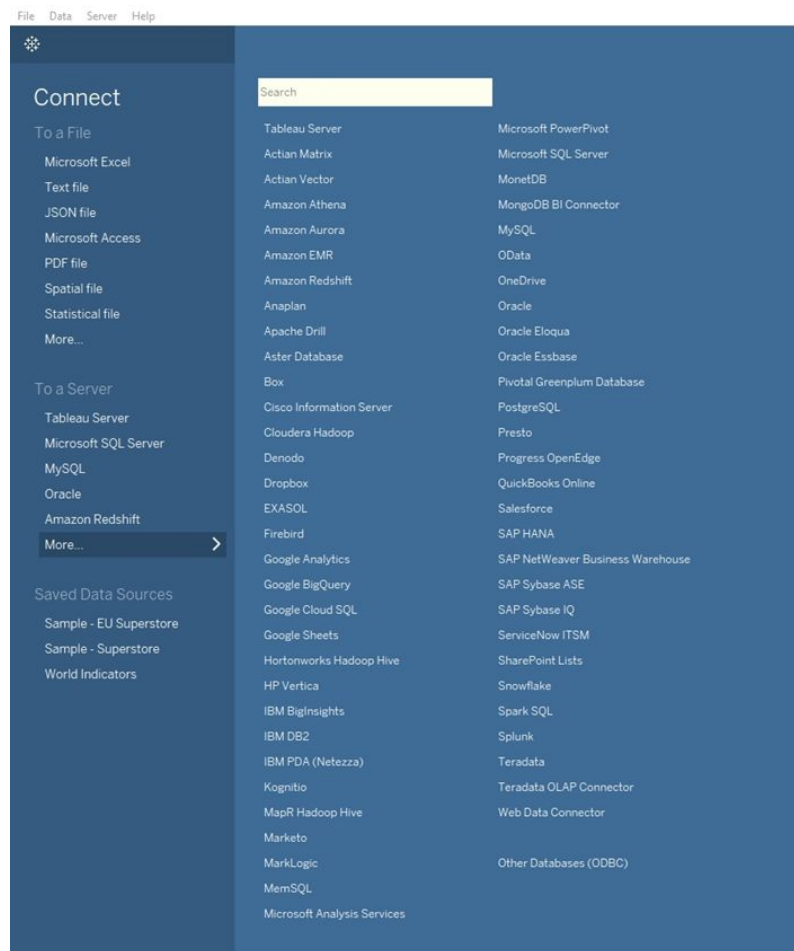 File Data Server Help
Connect
To a File
Microsoft Excel
Text file
JSON file
Microsoft Access
PDF file
Spatial file
Statistical file
More...
To a Server
Tableau Server
Microsoft SQL Server
MySQL
Oracle
Amazon Redshift
More...
Saved Data Sources
Sample - EU Superstore
Sample - Superstore
World Indicators
Search
Tableau Server
Actian Matrix
Actian Vector
Amazon Athena
Amazon Aurora
Amazon EMR
Amazon Redshift
Anaplan
Apache Drill
Aster Database
Box
Cisco Information Server
Cloudera Hadoop
Denodo
Dropbox
EXASOL
Firebird
Google Analytics
Google BigQuery
Google Cloud SQL
Google Sheets
Hortonworks Hadoop Hive
HP Vertica
IBM BigInsights
IBM DB2
IBM PDA (Netezza)
Kognitio
MapR Hadoop Hive
Marketo
MarkLogic
MemSQL
Microsoft Analysis Services
Microsoft PowerPivot
Microsoft SQL Server
MonetDB
MongoDB BI Connector
MySQL
OData
OneDrive
Oracle
Oracle Eloqua
Oracle Essbase
Pivotal Greenplum Database
PostgreSQL
Presto
Progress OpenEdge
QuickBooks Online
Salesforce
SAP HANA
SAP NetWeaver Business Warehouse
SAP Sybase ASE
SAP Sybase IQ
ServiceNow ITSM
SharePoint Lists
Snowflake
Spark SQL
Splunk
Teradata
Teradata OLAP Connector
Web Data Connector
Other Databases (ODBC)